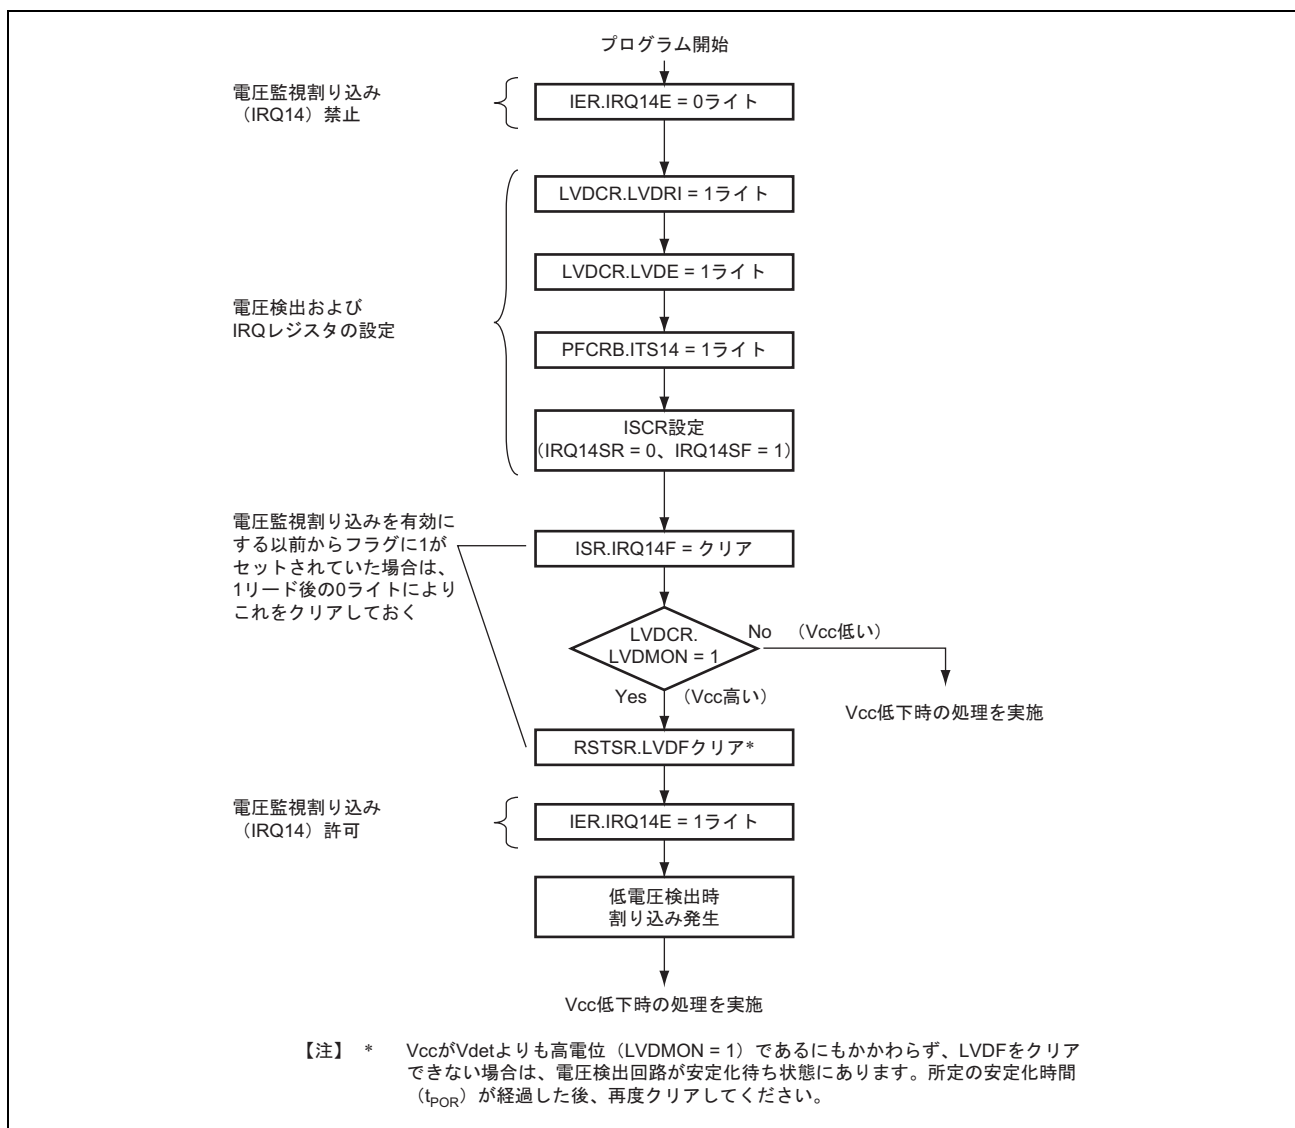 プログラム開始
電圧監視割り込み
（IRQ14）禁止
IER.IRQ14E = 0ライト
LVDCR.LVDRI = 1ライト
LVDCR.LVDE = 1ライト
電圧検出および
IRQレジスタの設定
PFCRB.ITS14 = 1ライト
ISCR設定
（IRQ14SR = 0、IRQ14SF = 1）
電圧監視割り込みを有効に
する以前からフラグに1が
セットされていた場合は、
1リード後の0ライトにより
これをクリアしておく
ISR.IRQ14F = クリア
LVDCR.
LVDMON = 1
No （Vcc低い）
Yes （Vcc高い）
Vcc低下時の処理を実施
RSTSR.LVDFクリア*
電圧監視割り込み
（IRQ14）許可
IER.IRQ14E = 1ライト
低電圧検出時
割り込み発生
Vcc低下時の処理を実施
【注】 * VccがVdetよりも高電位（LVDMON = 1）であるにもかかわらず、LVDFをクリア
できない場合は、電圧検出回路が安定化待ち状態にあります。所定の安定化時間
（tPOR）が経過した後、再度クリアしてください。